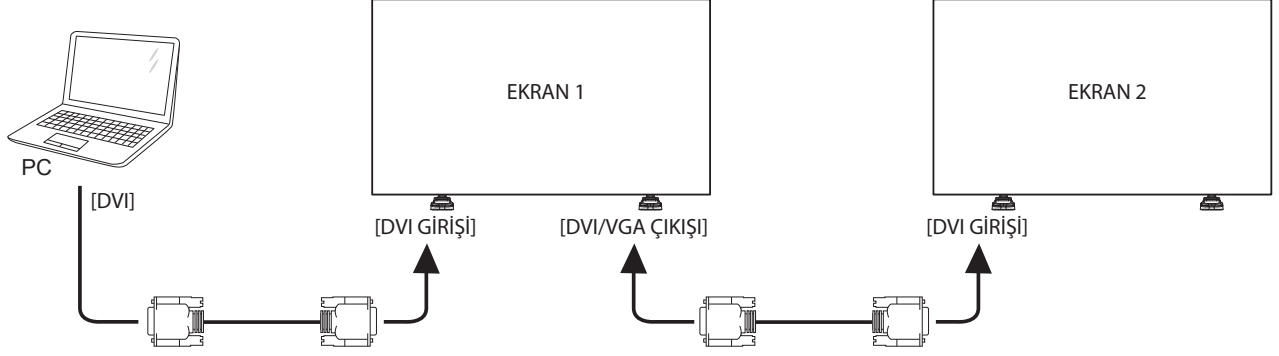 EKRAN 1
EKRAN 2
PC
[DVI]
[DVI GİRİŞİ]
[DVI/VGA ÇIKIŞI]
[DVI GİRİŞİ]